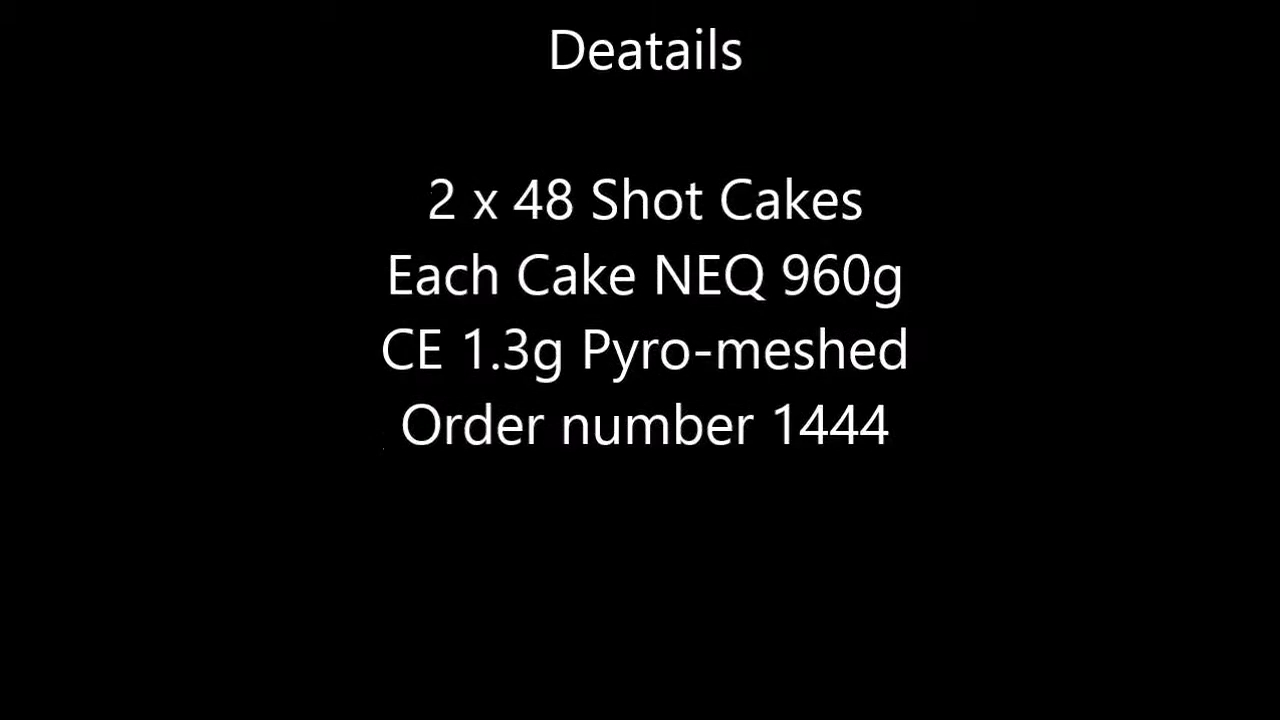 Deatails
2 x 48 Shot Cakes
Each Cake NEQ 960g
CE 1.3g Pyro-meshed
Order number 1444